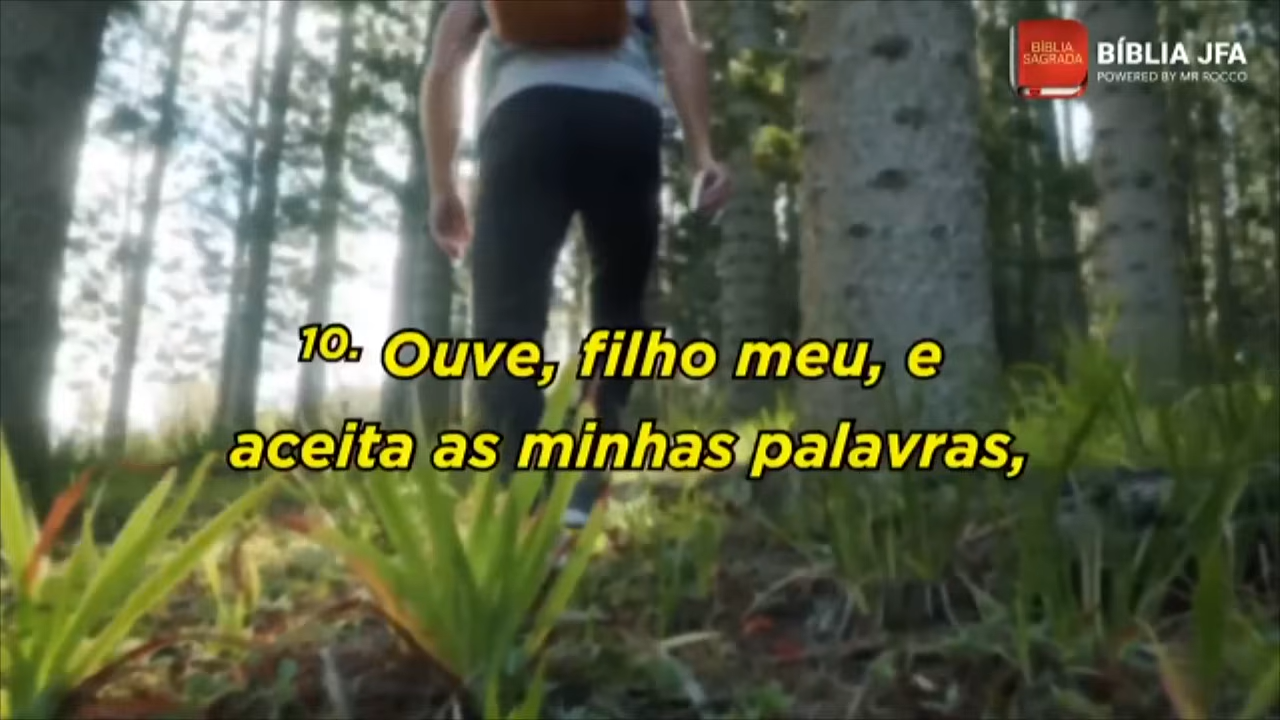 BÍBLIA
SAGRADA
BÍBLIA JFA
POWERED BY MR ROCCO
10. Ouve, filho meu, e
aceita as minhas palavras,